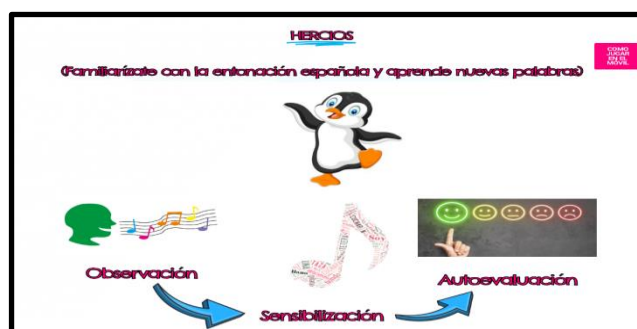 HERCIOS
(Familiarízate con la entonación española y aprende nuevas palabras)
COMO
JUGAR
EN EL
MÓVIL
Observación
Sensibilización
Autoevaluación